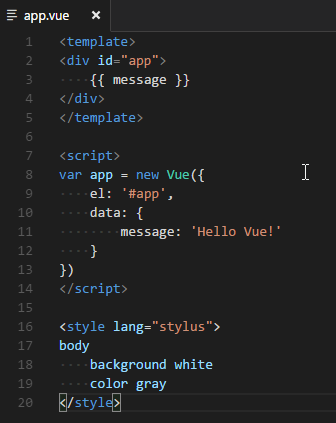 app.vue
1 <template>
2 <div id="app">
3     {{ message }}
4 </div>
5 </template>
6
7 <script>
8 var app = new Vue({
9     el: '#app',
10     data: {
11         message: 'Hello Vue!'
12     }
13 })
14 </script>
15
16 <style lang="stylus">
17 body
18     background white
19     color gray
20 </style>